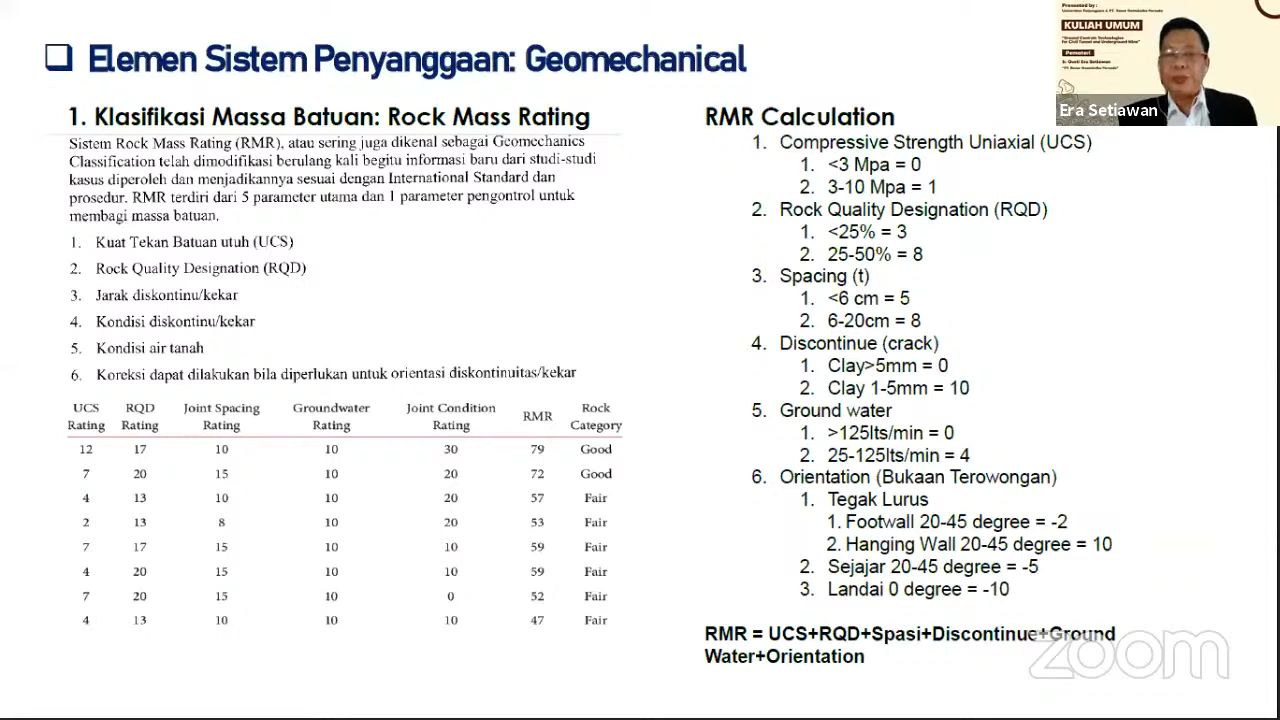 Elemen Sistem Penyanggaan: Geomechanical
1. Klasifikasi Massa Batuan: Rock Mass Rating
Sistem Rock Mass Rating (RMR), atau sering juga dikenal sebagai Geomechanics
Classification telah dimodifikasi berulang kali begitu informasi baru dari studi-studi
kasus diperoleh dan menjadikannya sesuai dengan International Standard dan
prosedur. RMR terdiri dari 5 parameter utama dan 1 parameter pengontrol untuk
membagi massa batuan.
1. Kuat Tekan Batuan utuh (UCS)
2. Rock Quality Designation (RQD)
3. Jarak diskontinu/kekar
4. Kondisi diskontinu/kekar
5. Kondisi air tanah
6. Koreksi dapat dilakukan bila diperlukan untuk orientasi diskontinuitas/kekar
UCS Rating RQD Rating Joint Spacing Rating Groundwater Rating Joint Condition Rating RMR Rock Category
12 17 10 10 30 79 Good
7 20 15 10 20 72 Good
4 13 10 10 20 57 Fair
2 13 8 10 20 53 Fair
7 17 15 10 10 59 Fair
4 20 15 10 10 59 Fair
7 20 15 10 0 52 Fair
4 13 10 10 10 47 Fair
RMR Calculation
1. Compressive Strength Uniaxial (UCS)
1. <3 Mpa = 0
2. 3-10 Mpa = 1
2. Rock Quality Designation (RQD)
1. <25% = 3
2. 25-50% = 8
3. Spacing (t)
1. <6 cm = 5
2. 6-20cm = 8
4. Discontinue (crack)
1. Clay>5mm = 0
2. Clay 1-5mm = 10
5. Ground water
1. >125lts/min = 0
2. 25-125lts/min = 4
6. Orientation (Bukaan Terowongan)
1. Tegak Lurus
1. Footwall 20-45 degree = -2
2. Hanging Wall 20-45 degree = 10
2. Sejajar 20-45 degree = -5
3. Landai 0 degree = -10
RMR = UCS+RQD+Spasi+Discontinue+Ground
Water+Orientation
Presented by :
KULIAH UMUM
"Ground Controls Technologies
for Civil Tunnel and Underground Mine"
Pemateri
Era Setiawan
zoom